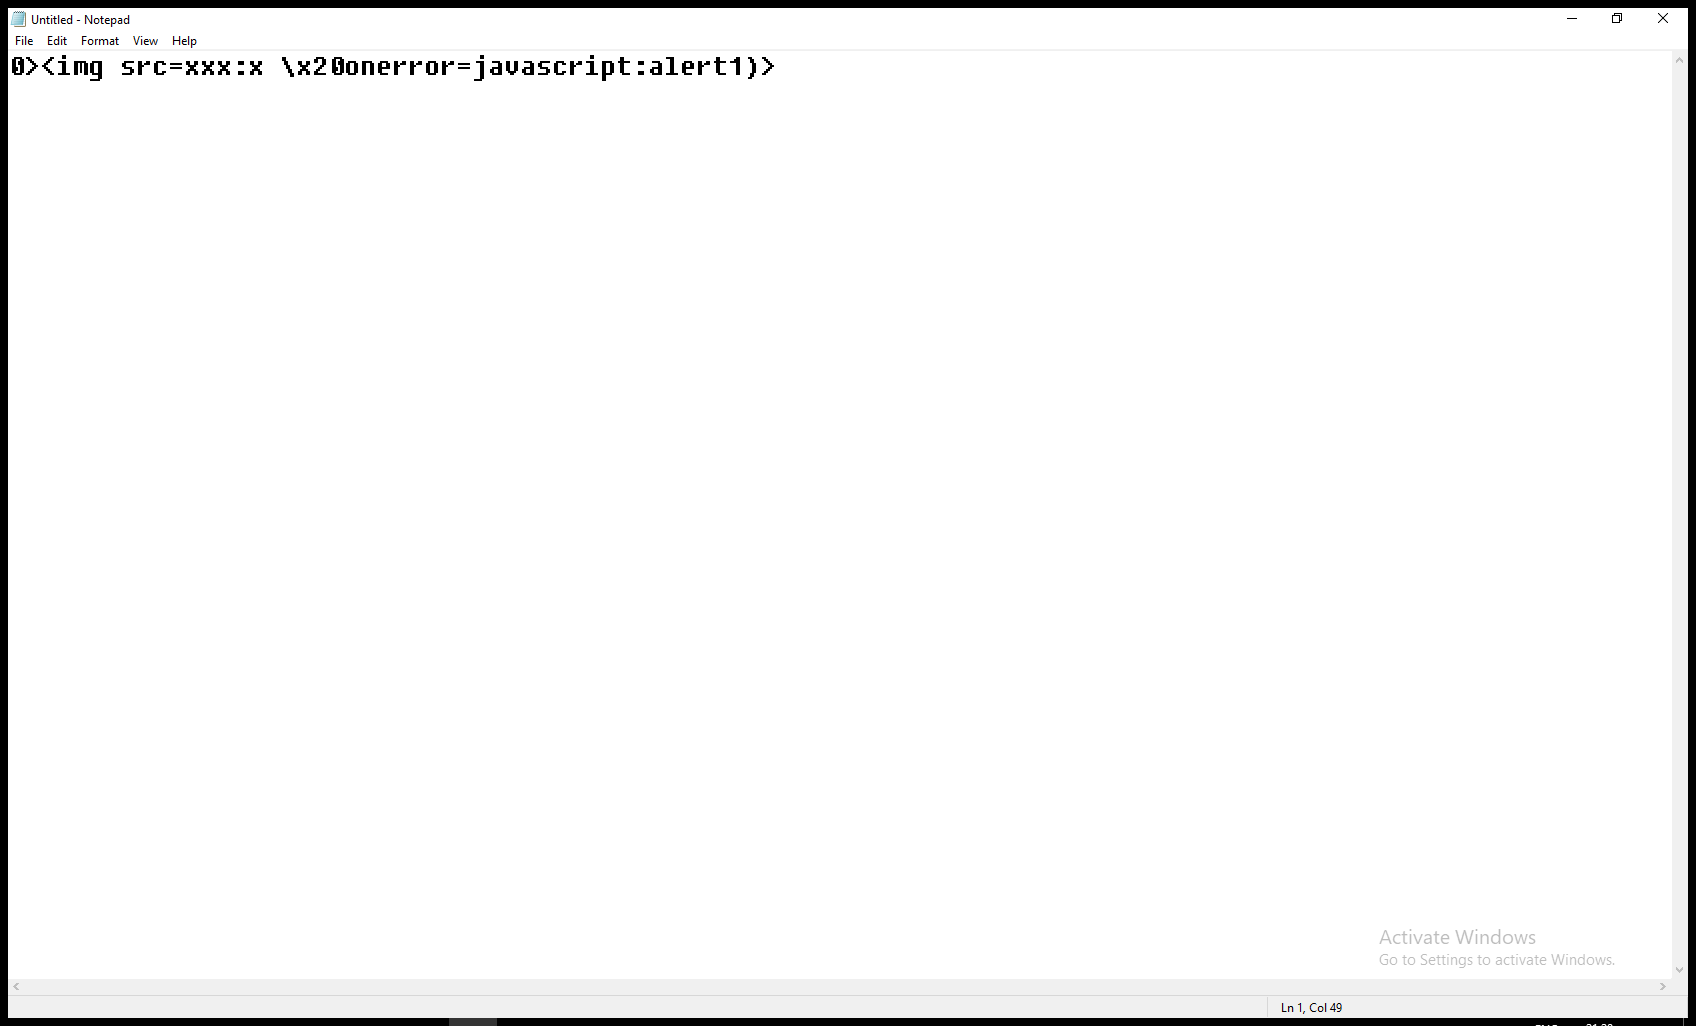 Untitled - Notepad
File Edit Format View Help
0><img src=xxx:x \x20onerror=javascript:alert1)>
Activate Windows
Go to Settings to activate Windows.
Ln 1, Col 49